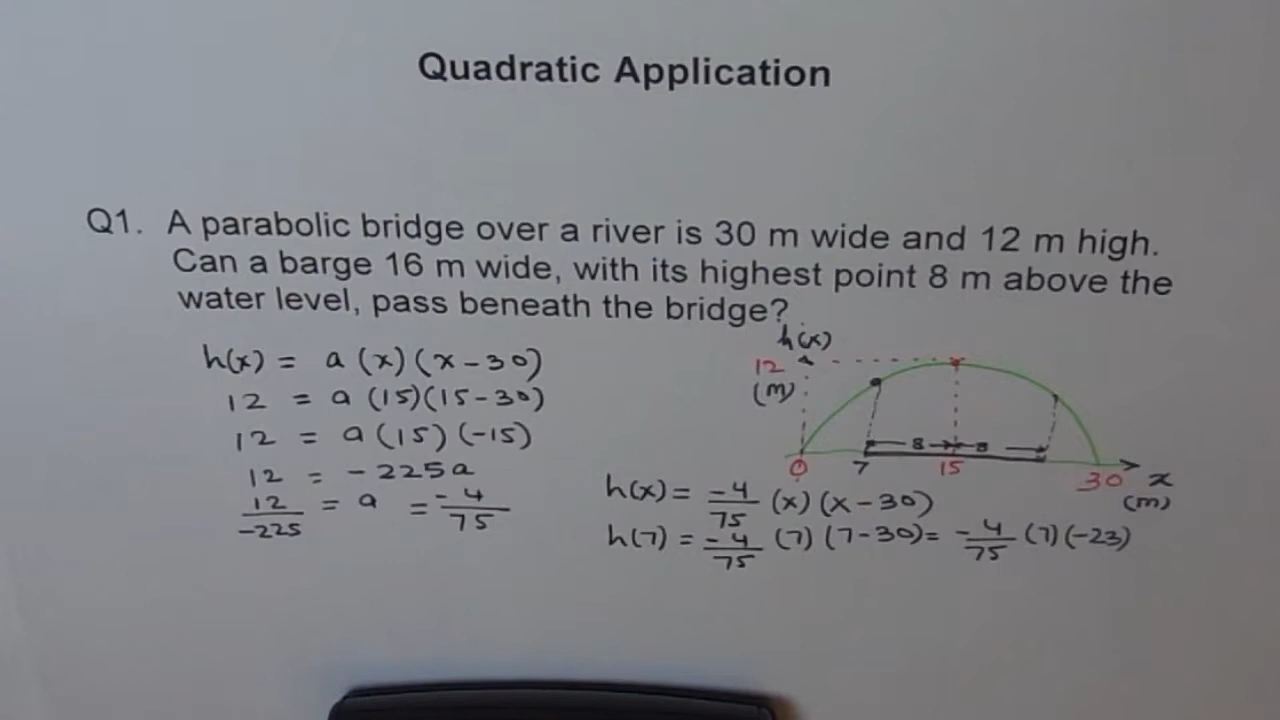 Quadratic Application
Q1. A parabolic bridge over a river is 30 m wide and 12 m high.
Can a barge 16 m wide, with its highest point 8 m above the
water level, pass beneath the bridge?
h(x) = a (x) (x - 30)
12 = a (15)(15 - 30)
12 = a (15) (-15)
12 = - 225a
12/-225 = a = -4/75
h(x)
12
(m)
8 8
0 7 15 30 x
(m)
h(x) = -4/75 (x) (x - 30)
h(7) = -4/75 (7) (7 - 30) = -4/75 (7) (-23)